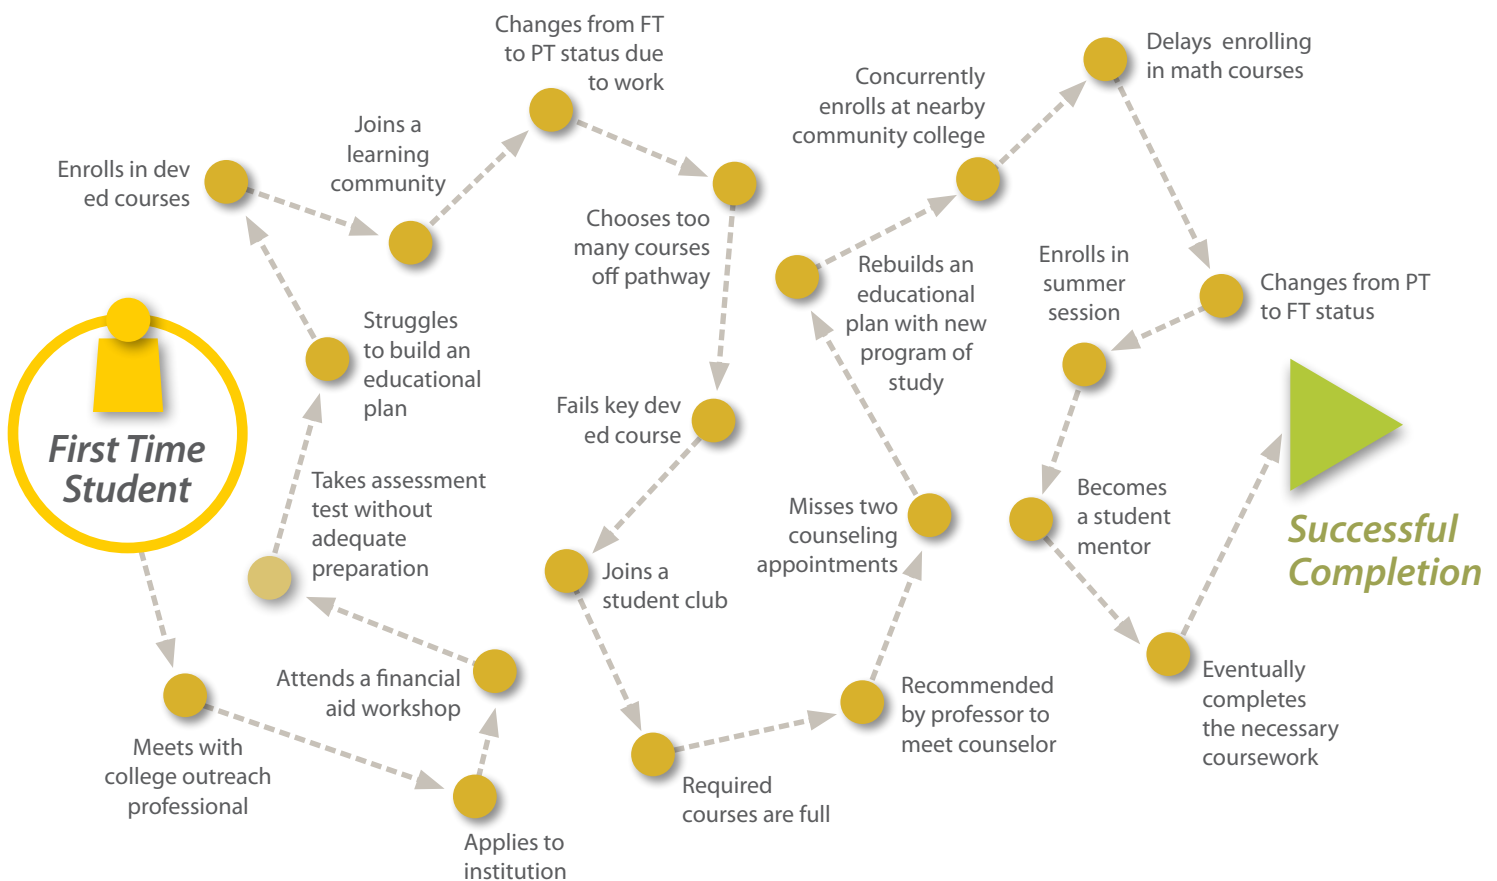 First Time
Student
Meets with
college outreach
professional
Applies to
institution
Attends a financial
aid workshop
Takes assessment
test without
adequate
preparation
Struggles
to build an
educational
plan
Enrolls in dev
ed courses
Joins a
learning
community
Changes from FT
to PT status due
to work
Chooses too
many courses
off pathway
Fails key dev
ed course
Joins a
student club
Required
courses are full
Recommended
by professor to
meet counselor
Misses two
counseling
appointments
Rebuilds an
educational
plan with new
program of
study
Concurrently
enrolls at nearby
community college
Delays enrolling
in math courses
Changes from PT
to FT status
Enrolls in
summer
session
Becomes
a student
mentor
Eventually
completes
the necessary
coursework
Successful
Completion